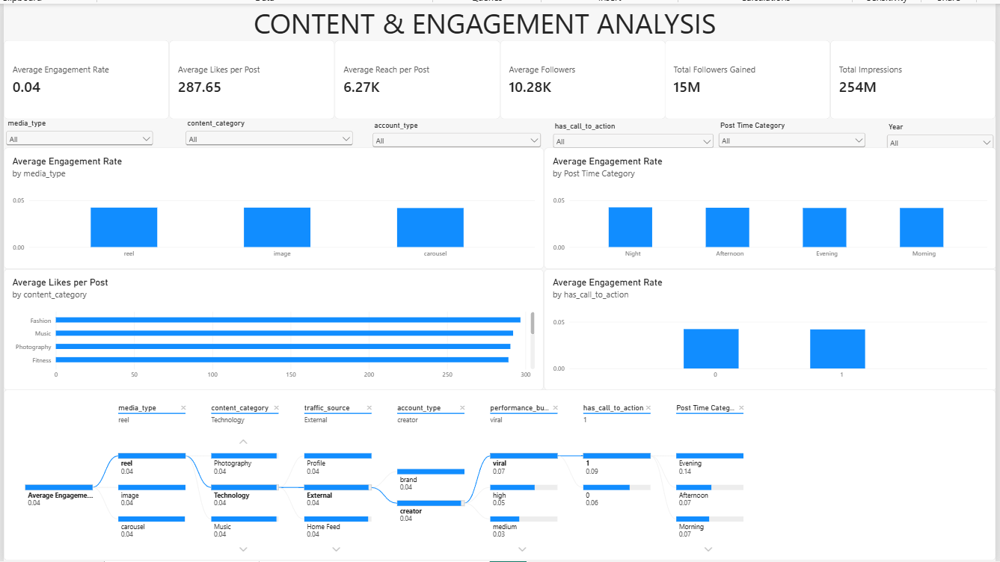 CONTENT & ENGAGEMENT ANALYSIS
Average Engagement Rate
0.04
Average Likes per Post
287.65
Average Reach per Post
6.27K
Average Followers
10.28K
Total Followers Gained
15M
Total Impressions
254M
media_type
All
content_category
All
account_type
All
has_call_to_action
All
Post Time Category
All
Year
All
Average Engagement Rate
by media_type
0.05
0.00
reel
image
carousel
Average Engagement Rate
by Post Time Category
0.05
0.00
Night
Afternoon
Evening
Morning
Average Likes per Post
by content_category
Fashion
Music
Photography
Fitness
0 50 100 150 200 250 300
Average Engagement Rate
by has_call_to_action
0.05
0.00
0
1
Average Engageme...
0.04
media_type
reel
reel
0.04
image
0.04
carousel
0.04
content_category
Technology
Photography
0.04
Technology
0.04
Music
0.04
traffic_source
External
Profile
0.04
External
0.04
Home Feed
0.04
account_type
creator
brand
0.04
creator
0.04
performance_bu...
viral
viral
0.07
high
0.05
medium
0.03
has_call_to_action
1
1
0.09
0
0.06
Post Time Categ...
Evening
0.14
Afternoon
0.07
Morning
0.07